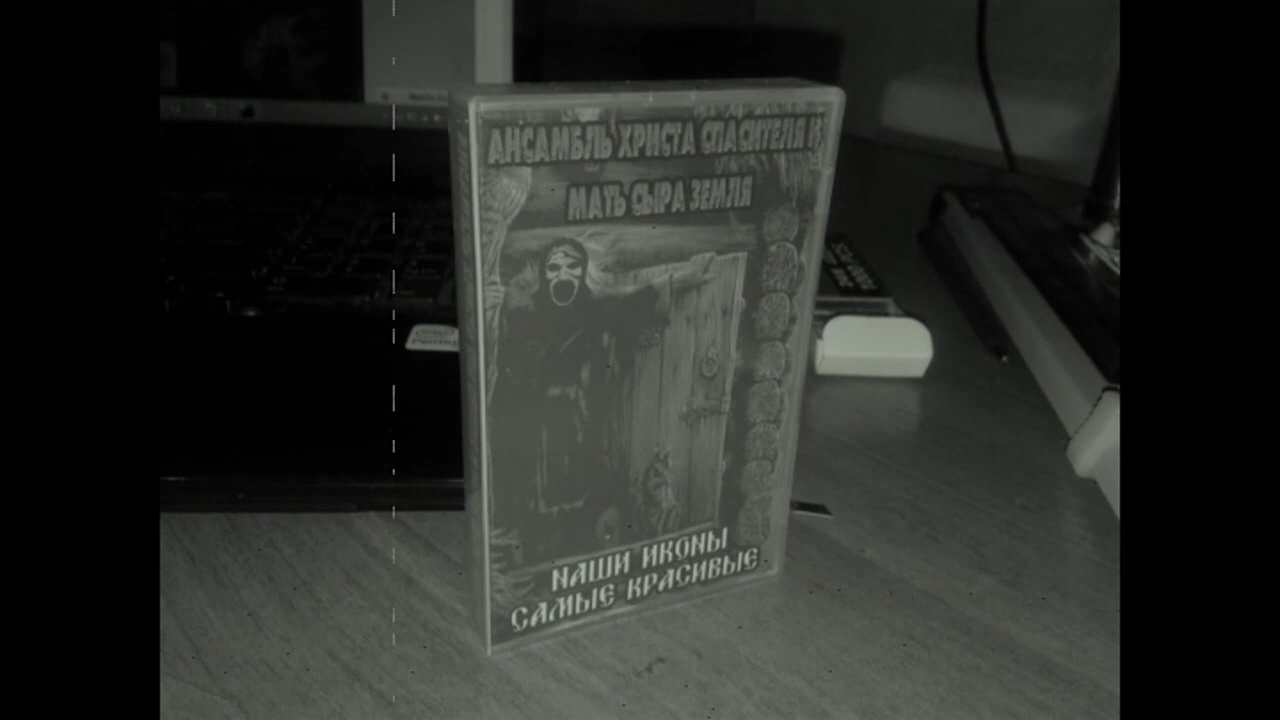 АНСАМБЛЬ ХРИСТА СПАСИТЕЛЯ И
МАТЬ СЫРА ЗЕМЛЯ
НАШИ ИКОНЫ
САМЫЕ КРАСИВЫЕ